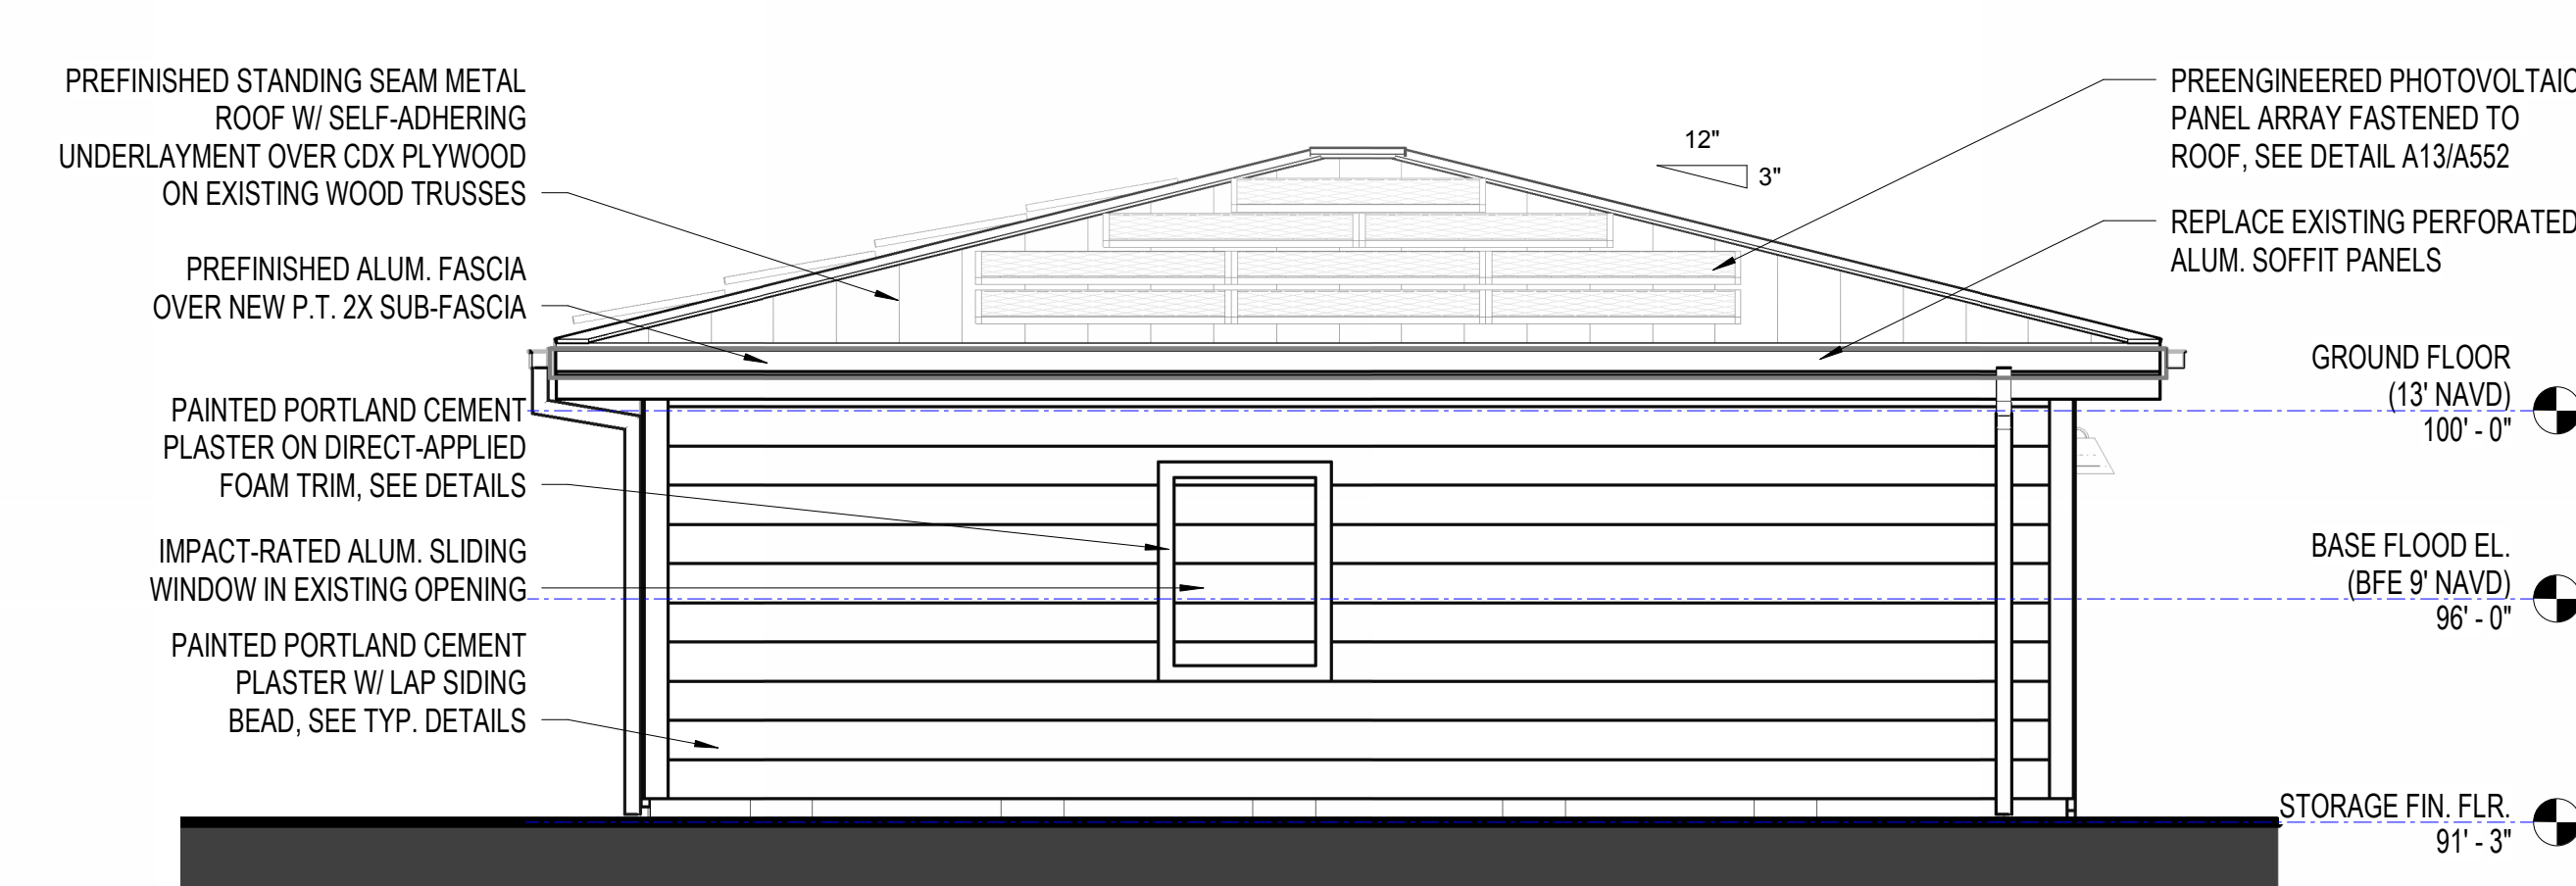 PREFINISHED STANDING SEAM METAL
ROOF W/ SELF-ADHERING
UNDERLAYMENT OVER CDX PLYWOOD
ON EXISTING WOOD TRUSSES
PREFINISHED ALUM. FASCIA
OVER NEW P.T. 2X SUB-FASCIA
PAINTED PORTLAND CEMENT
PLASTER ON DIRECT-APPLIED
FOAM TRIM, SEE DETAILS
IMPACT-RATED ALUM. SLIDING
WINDOW IN EXISTING OPENING
PAINTED PORTLAND CEMENT
PLASTER W/ LAP SIDING
BEAD, SEE TYP. DETAILS
12"
3"
PREENGINEERED PHOTOVOLTAIC
PANEL ARRAY FASTENED TO
ROOF, SEE DETAIL A13/A552
REPLACE EXISTING PERFORATED
ALUM. SOFFIT PANELS
GROUND FLOOR
(13' NAVD)
100' - 0"
BASE FLOOD EL.
(BFE 9' NAVD)
96' - 0"
STORAGE FIN. FLR.
91' - 3"